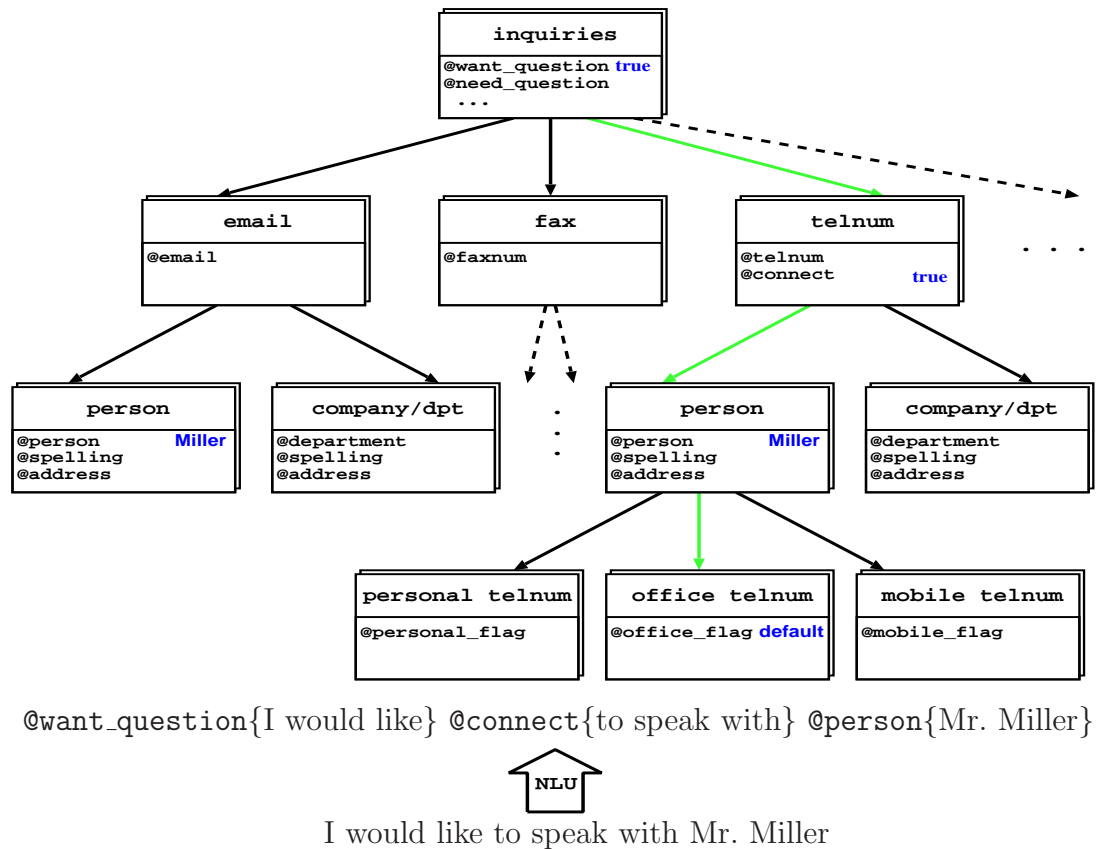 inquiries
@want_question true
@need_question
...
email
@email
fax
@faxnum
telnum
@telnum
@connect true
. . .
person
@person Miller
@spelling
@address
company/dpt
@department
@spelling
@address
person
@person Miller
@spelling
@address
company/dpt
@department
@spelling
@address
personal telnum
@personal_flag
office telnum
@office_flag default
mobile telnum
@mobile_flag
@want_question{I would like} @connect{to speak with} @person{Mr. Miller}
NLU
I would like to speak with Mr. Miller